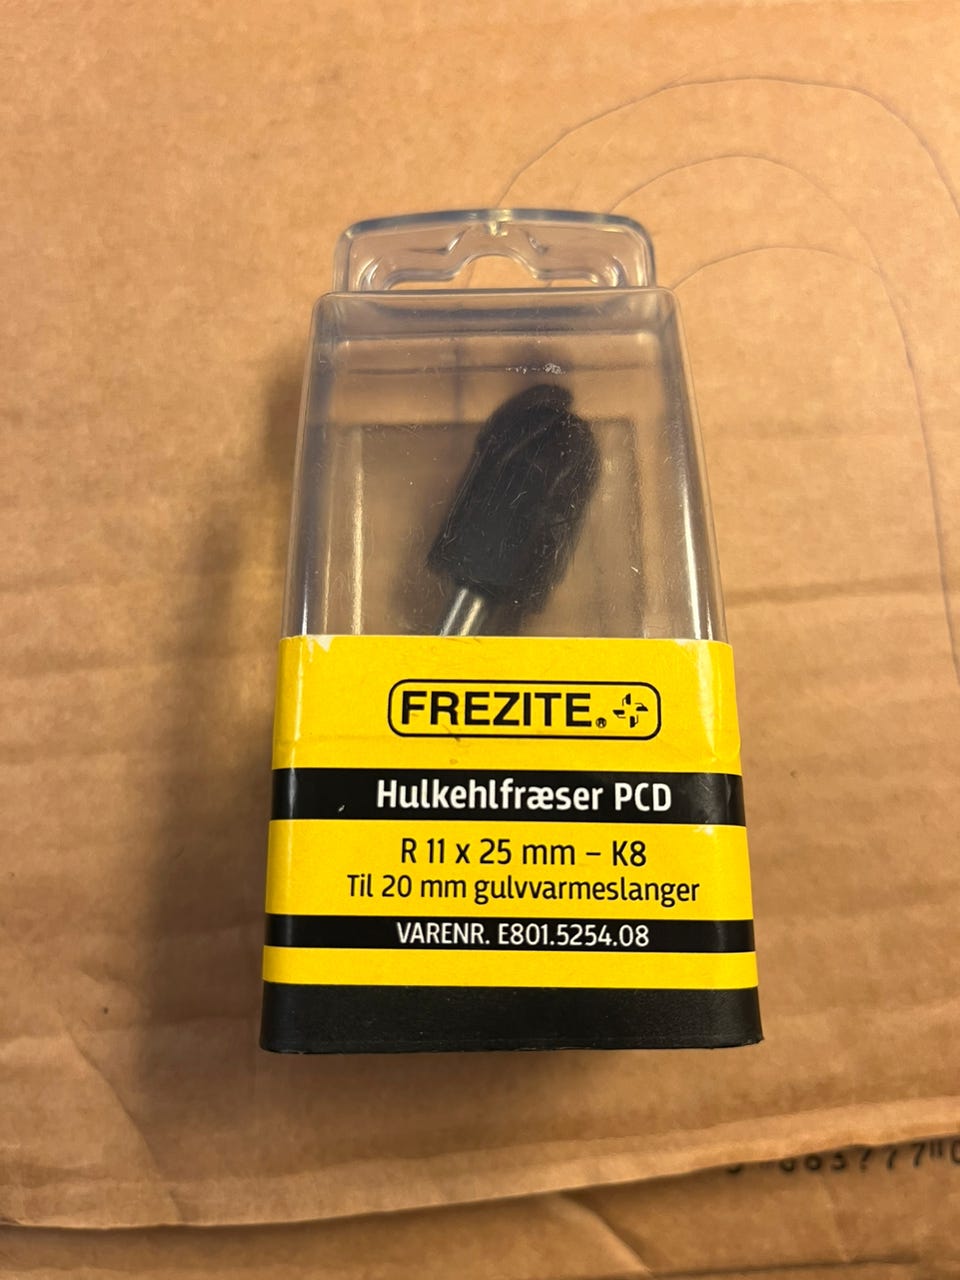 FREZITE®
Hulkehlfræser PCD
R 11 x 25 mm – K8
Til 20 mm gulvvarmeslanger
VARENR. E801.5254.08